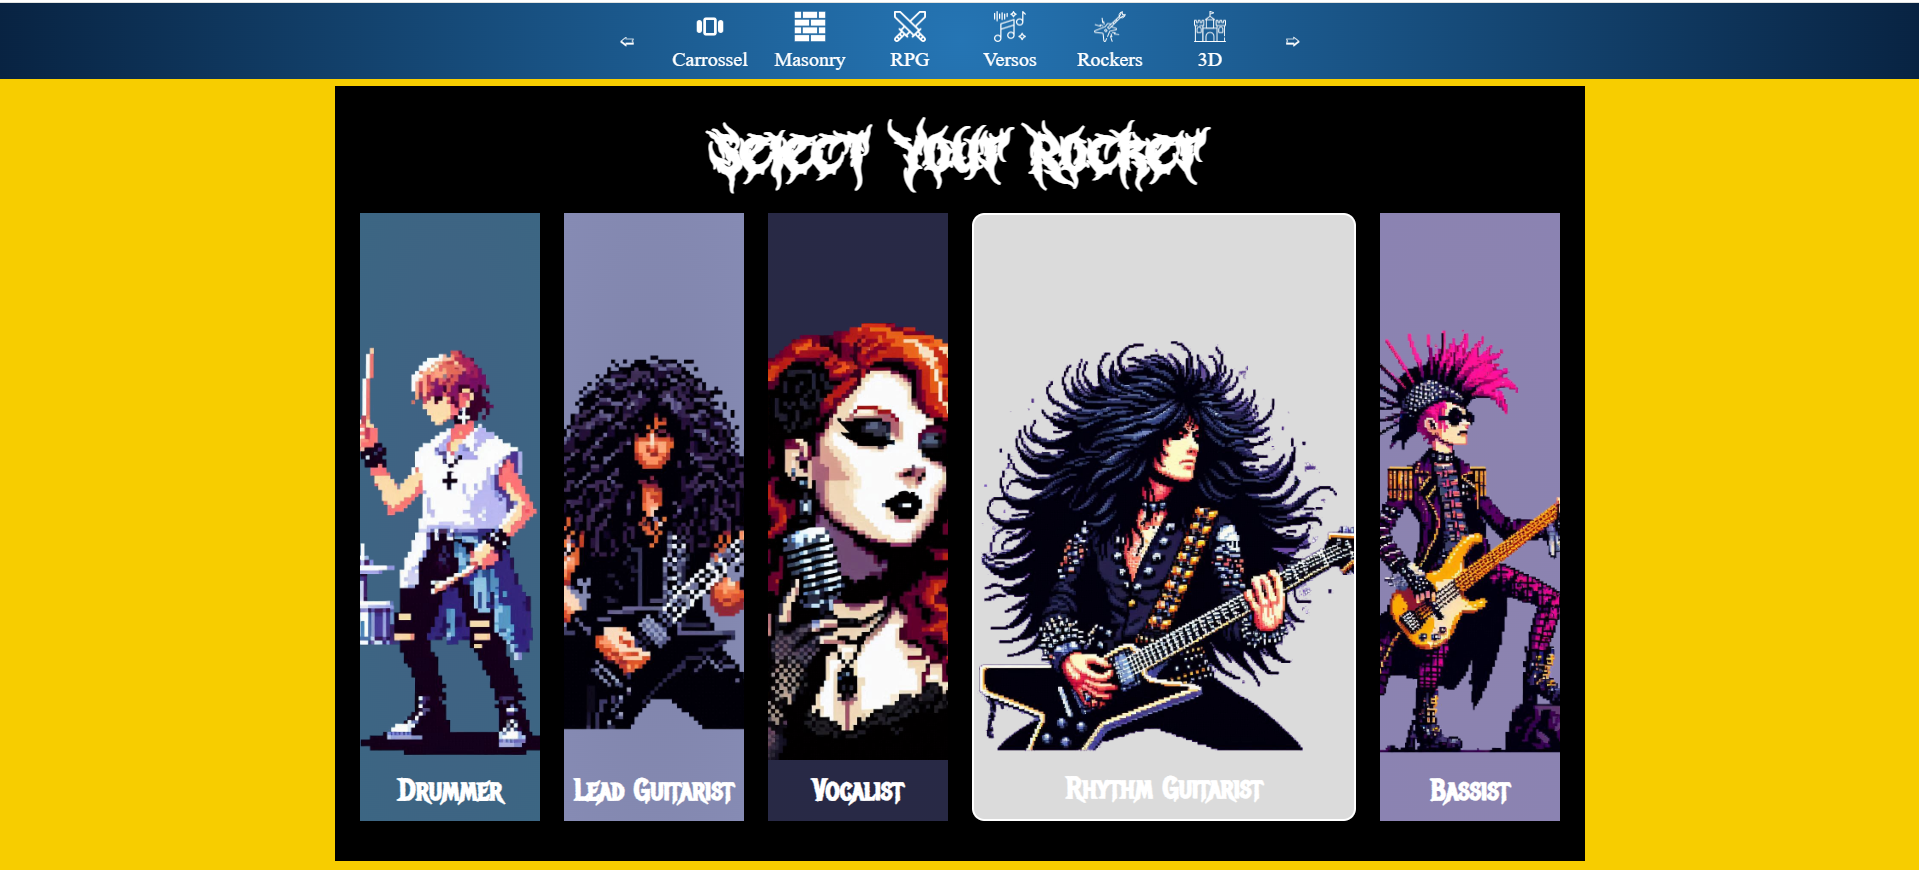 Carrossel Masonry RPG Versos Rockers 3D
Select Your Rocker
Drummer Lead Guitarist Vocalist Rhythm Guitarist Bassist